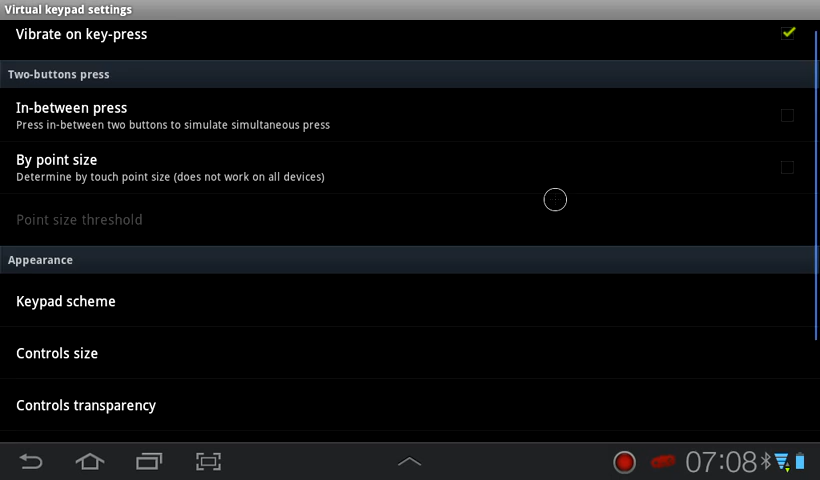 Virtual keypad settings
Vibrate on key-press
Two-buttons press
In-between press
Press in-between two buttons to simulate simultaneous press
By point size
Determine by touch point size (does not work on all devices)
Point size threshold
Appearance
Keypad scheme
Controls size
Controls transparency
07:08